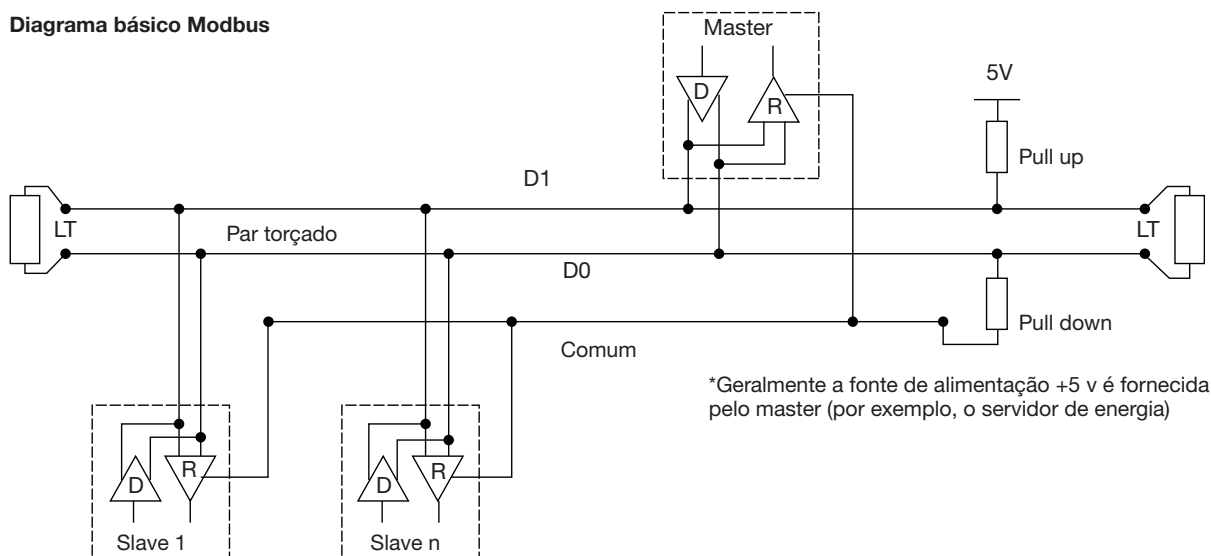 Diagrama básico Modbus
Master
D
R
5V
Pull up
D1
LT
Par torçado
D0
LT
Pull down
Comum
*Geralmente a fonte de alimentação +5 v é fornecida
pelo master (por exemplo, o servidor de energia)
D
R
Slave 1
D
R
Slave n